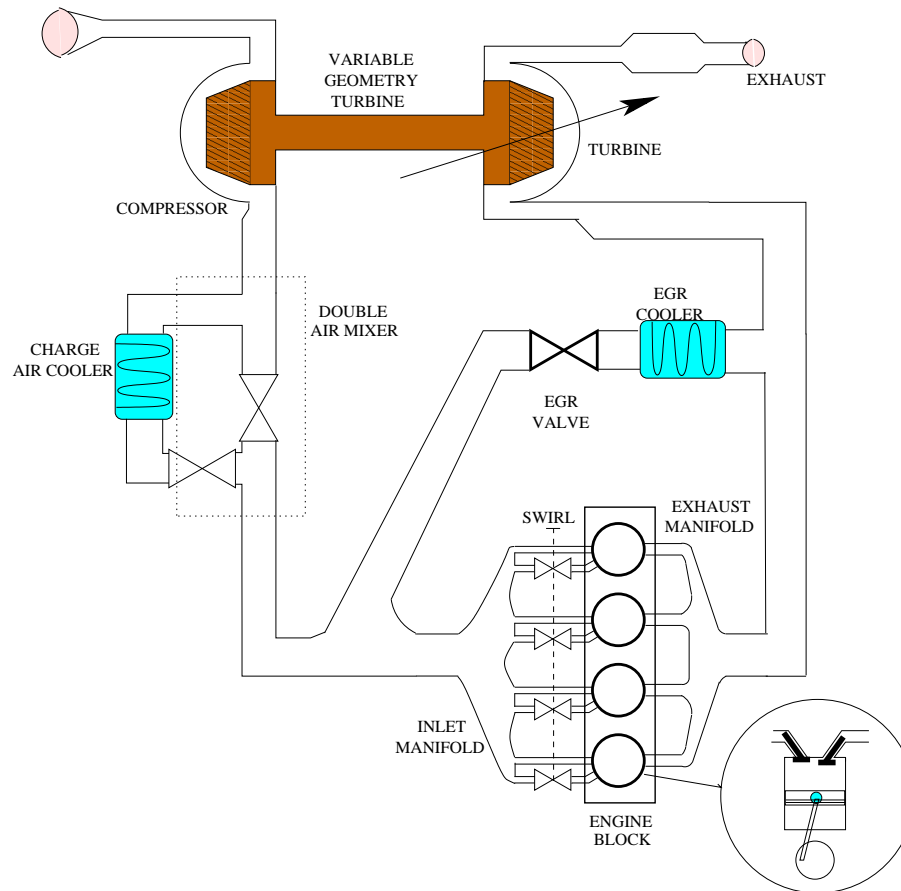 VARIABLE
GEOMETRY
TURBINE
EXHAUST
TURBINE
COMPRESSOR
DOUBLE
AIR MIXER
EGR
COOLER
CHARGE
AIR COOLER
EGR
VALVE
SWIRL
EXHAUST
MANIFOLD
INLET
MANIFOLD
ENGINE
BLOCK